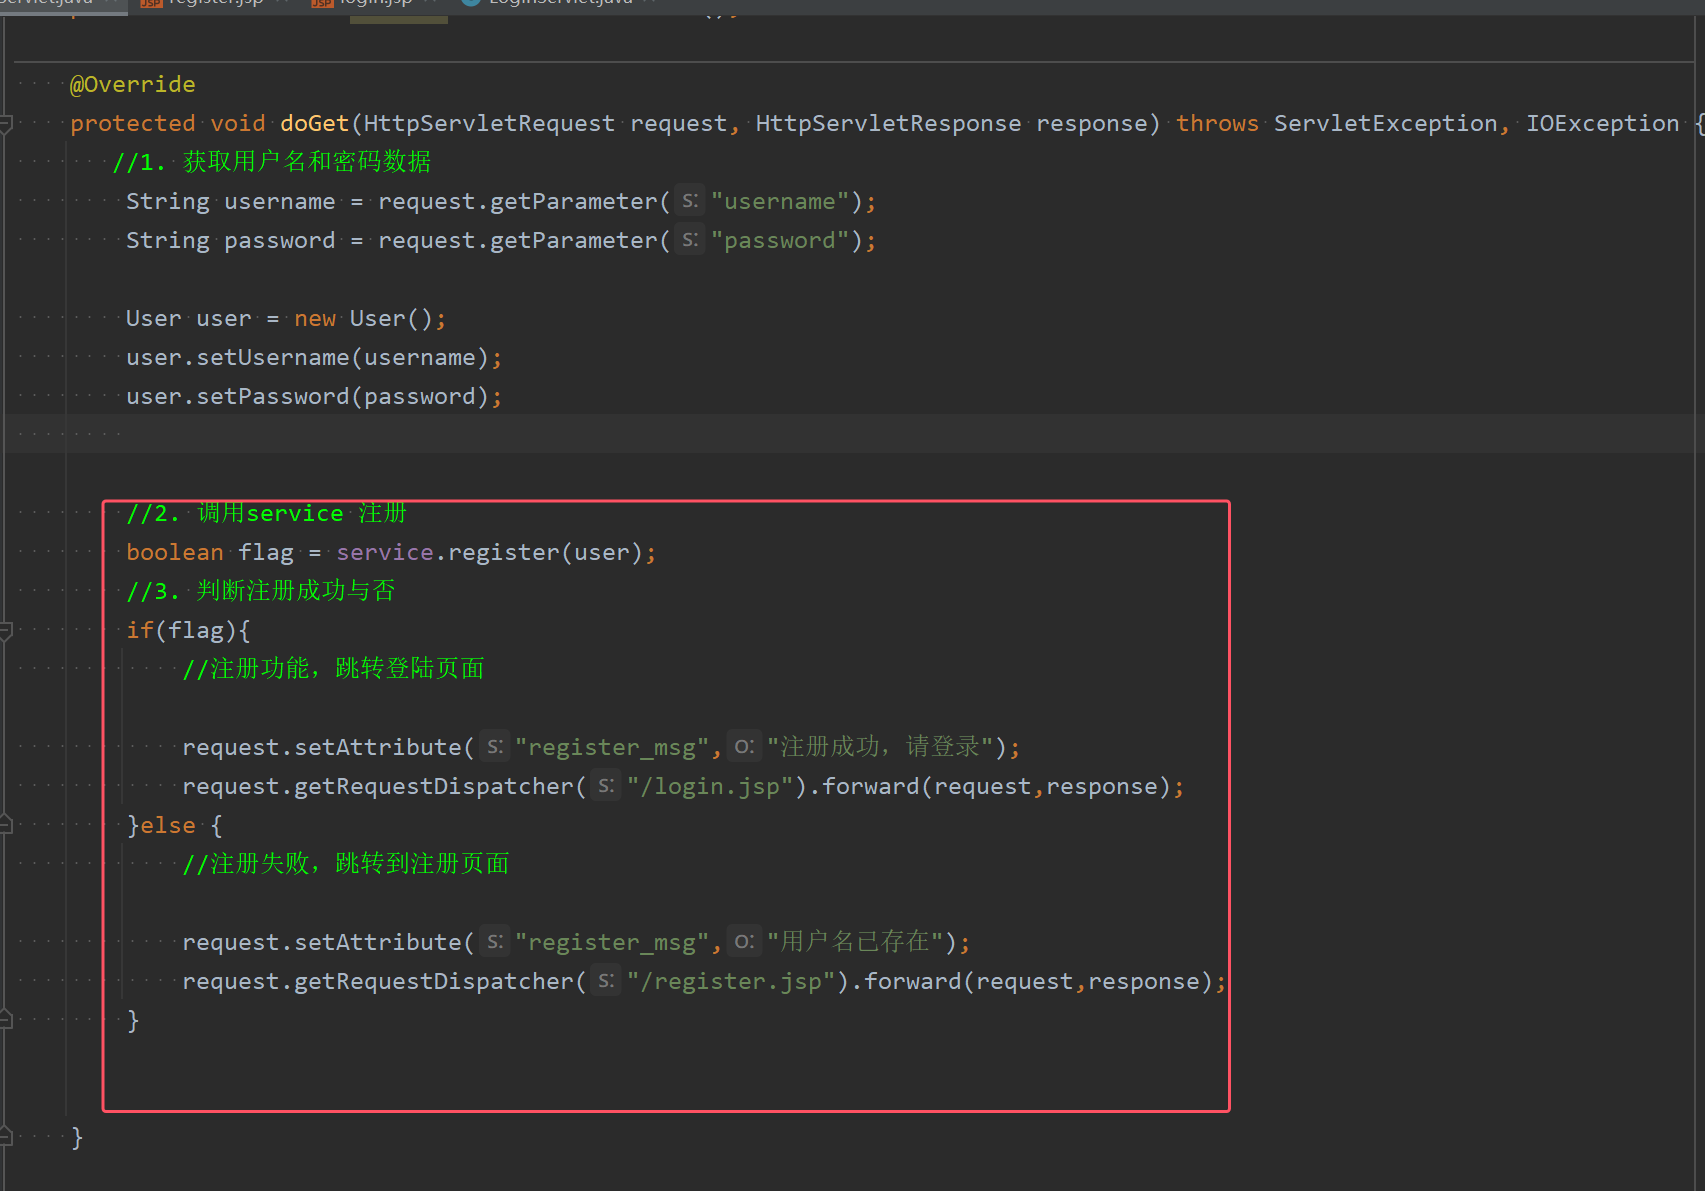 register.jsp login.jsp LoginServlet.java
@Override
protected void doGet(HttpServletRequest request, HttpServletResponse response) throws ServletException, IOException {
//1. 获取用户名和密码数据
String username = request.getParameter( s: "username");
String password = request.getParameter( s: "password");
User user = new User();
user.setUsername(username);
user.setPassword(password);
//2. 调用service 注册
boolean flag = service.register(user);
//3. 判断注册成功与否
if(flag){
//注册功能，跳转登陆页面
request.setAttribute( s: "register_msg", o: "注册成功，请登录");
request.getRequestDispatcher( s: "/login.jsp").forward(request,response);
}else {
//注册失败，跳转到注册页面
request.setAttribute( s: "register_msg", o: "用户名已存在");
request.getRequestDispatcher( s: "/register.jsp").forward(request,response);
}
}